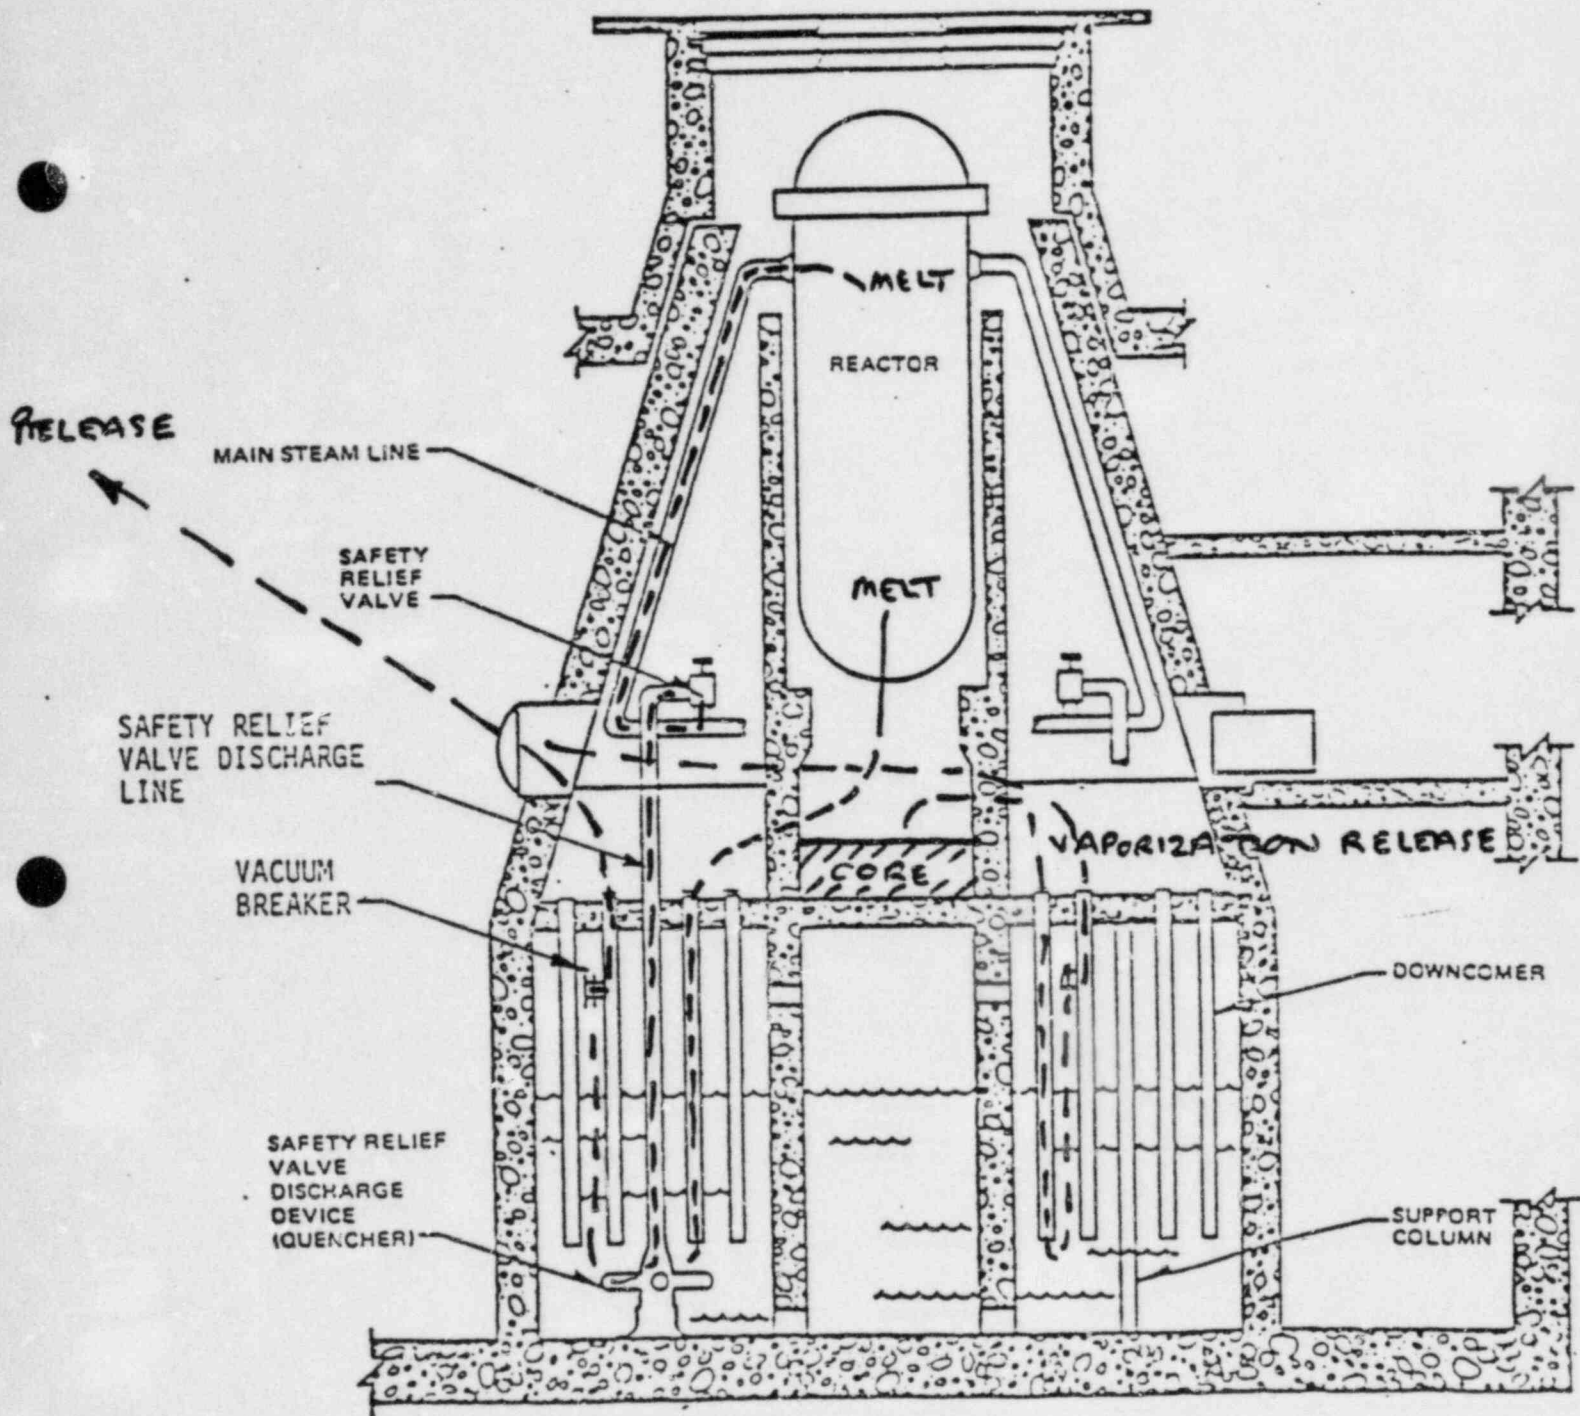 MELT
REACTOR
RELEASE
MAIN STEAM LINE
SAFETY
RELIEF
VALVE
MELT
SAFETY RELIEF
VALVE DISCHARGE
LINE
VAPORIZATION RELEASE
CORE
VACUUM
BREAKER
DOWNCOMER
SAFETY RELIEF
VALVE
DISCHARGE
DEVICE
(QUENCHER)
SUPPORT
COLUMN